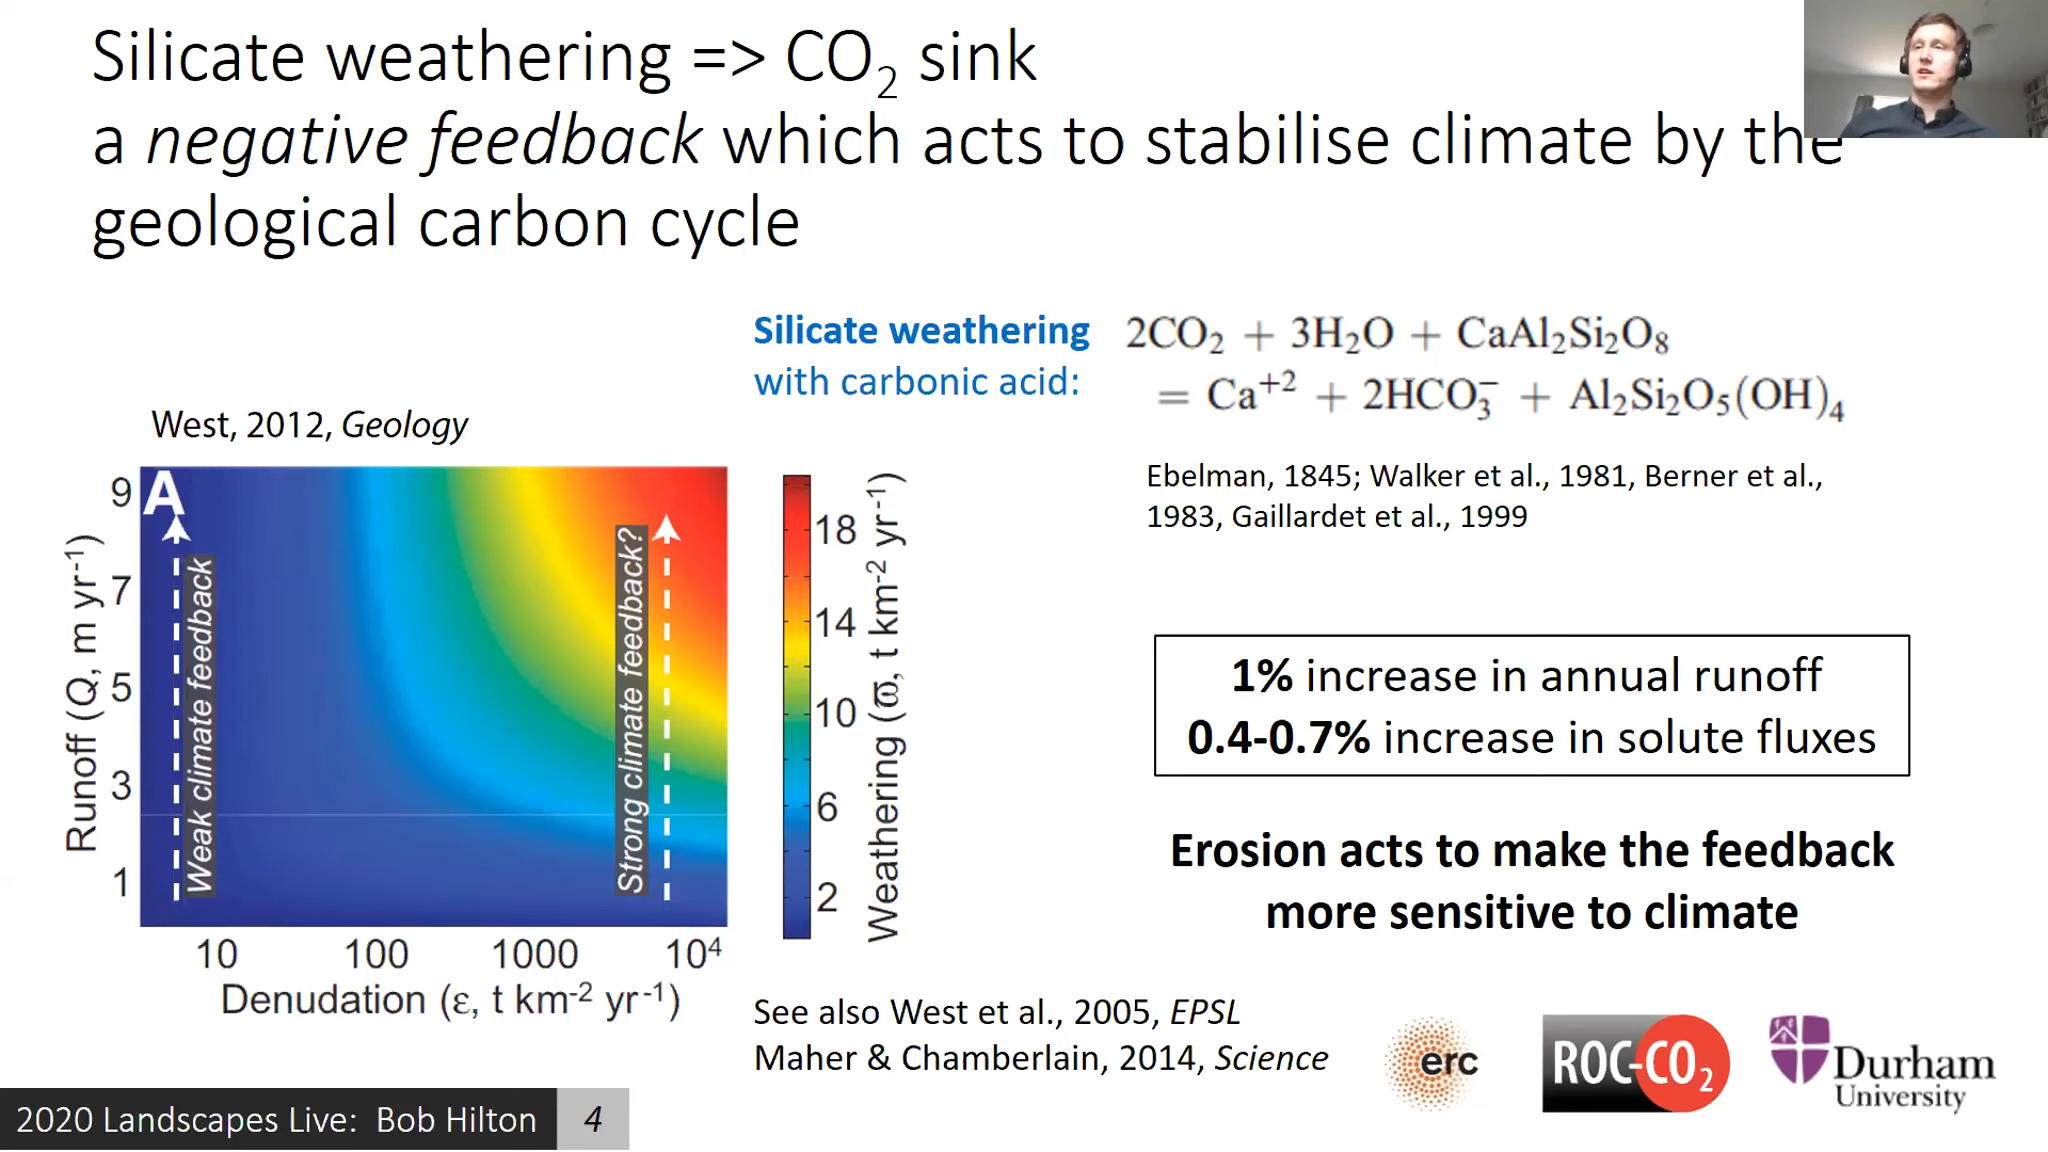 Silicate weathering => CO₂ sink
a negative feedback which acts to stabilise climate by the
geological carbon cycle
Silicate weathering
with carbonic acid:
2CO₂ + 3H₂O + CaAl₂Si₂O₈
= Ca⁺² + 2HCO₃⁻ + Al₂Si₂O₅(OH)₄
Ebelman, 1845; Walker et al., 1981, Berner et al.,
1983, Gaillardet et al., 1999
West, 2012, Geology
A
9
7
5
3
1
Runoff (Q, m yr⁻¹)
Weak climate feedback
Strong climate feedback?
10 100 1000 10⁴
Denudation (ε, t km⁻² yr⁻¹)
18
14
10
6
2
Weathering (ϖ, t km⁻² yr⁻¹)
1% increase in annual runoff
0.4-0.7% increase in solute fluxes
Erosion acts to make the feedback
more sensitive to climate
See also West et al., 2005, EPSL
Maher & Chamberlain, 2014, Science
erc
ROC-CO₂
Durham
University
2020 Landscapes Live: Bob Hilton 4